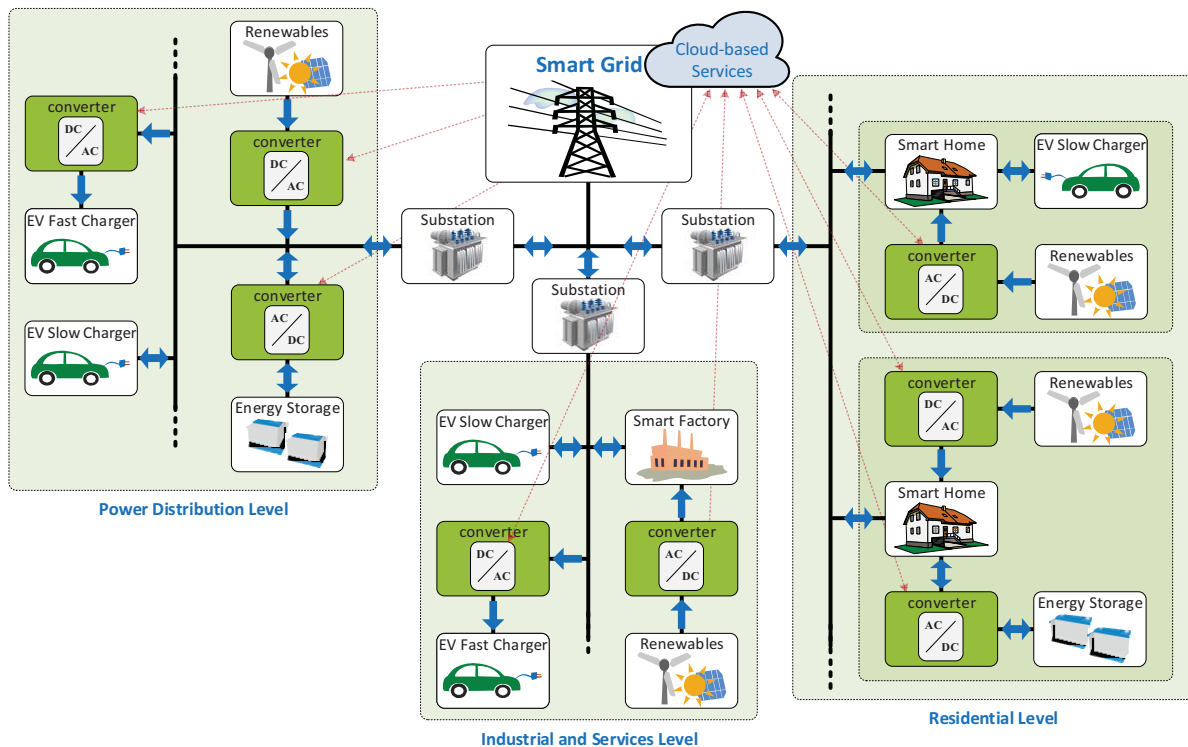 Smart Grid
Cloud-based
Services
Renewables
converter
DC
AC
converter
DC
AC
EV Fast Charger
converter
AC
DC
EV Slow Charger
Energy Storage
Power Distribution Level
Substation
Substation
Substation
EV Slow Charger
Smart Factory
converter
DC
AC
converter
AC
DC
EV Fast Charger
Renewables
Industrial and Services Level
Smart Home
EV Slow Charger
converter
AC
DC
Renewables
converter
DC
AC
Renewables
Smart Home
converter
AC
DC
Energy Storage
Residential Level